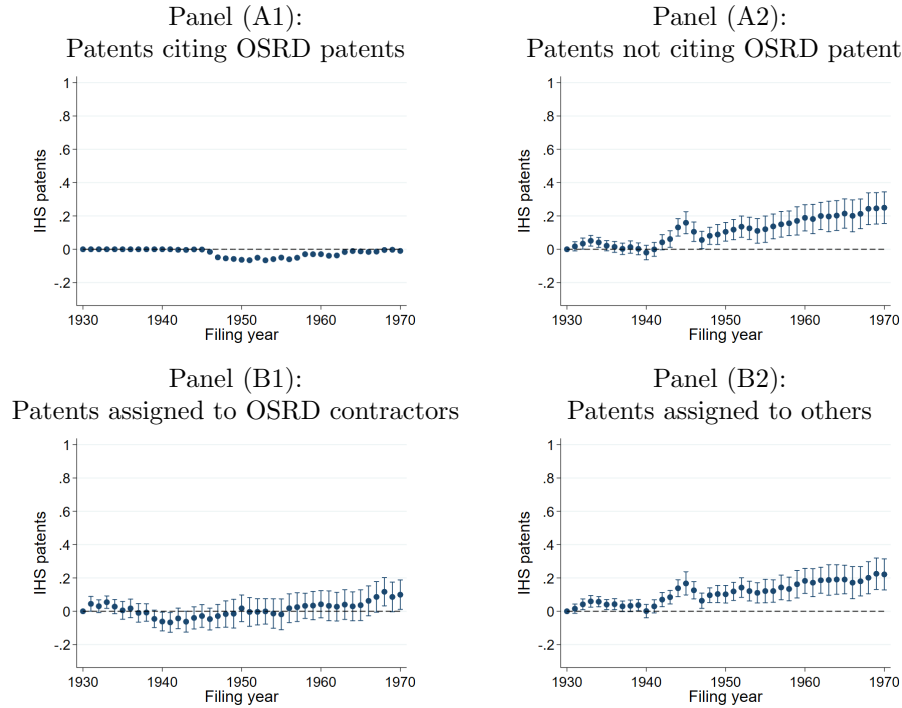 Panel (A1):
Patents citing OSRD patents
1
.8
.6
.4
.2
0
-.2
IHS patents
1930 1940 1950 1960 1970
Filing year
Panel (A2):
Patents not citing OSRD patent
1
.8
.6
.4
.2
0
-.2
IHS patents
1930 1940 1950 1960 1970
Filing year
Panel (B1):
Patents assigned to OSRD contractors
1
.8
.6
.4
.2
0
-.2
IHS patents
1930 1940 1950 1960 1970
Filing year
Panel (B2):
Patents assigned to others
1
.8
.6
.4
.2
0
-.2
IHS patents
1930 1940 1950 1960 1970
Filing year